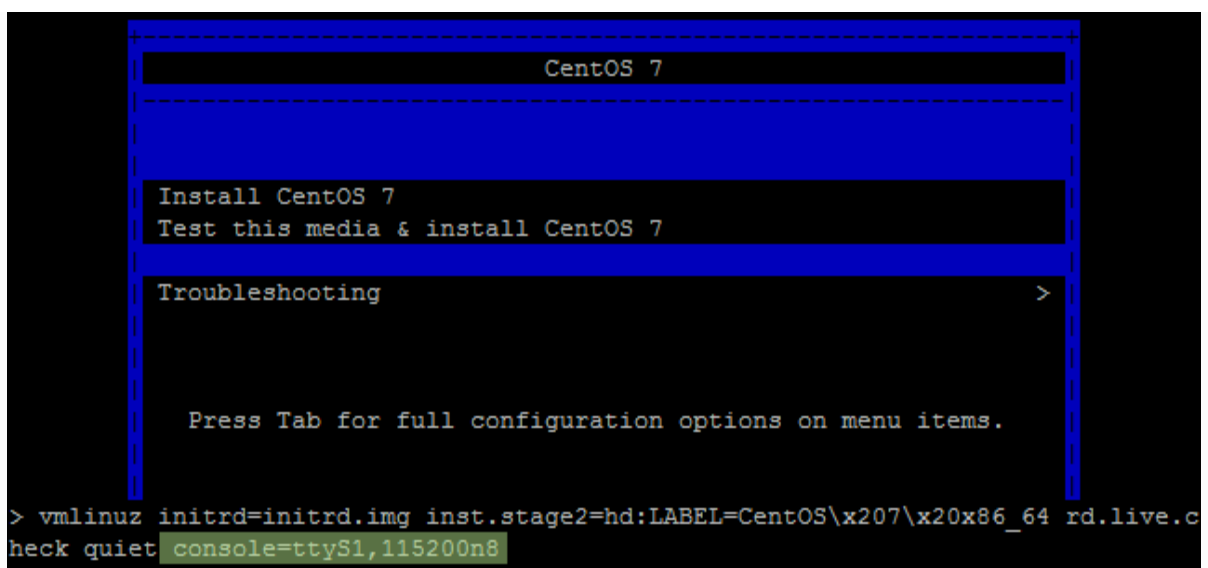 CentOS 7
Install CentOS 7
Test this media & install CentOS 7
Troubleshooting >
Press Tab for full configuration options on menu items.
> vmlinuz initrd=initrd.img inst.stage2=hd:LABEL=CentOS\x207\x20x86_64 rd.live.c
heck quiet console=ttyS1,115200n8